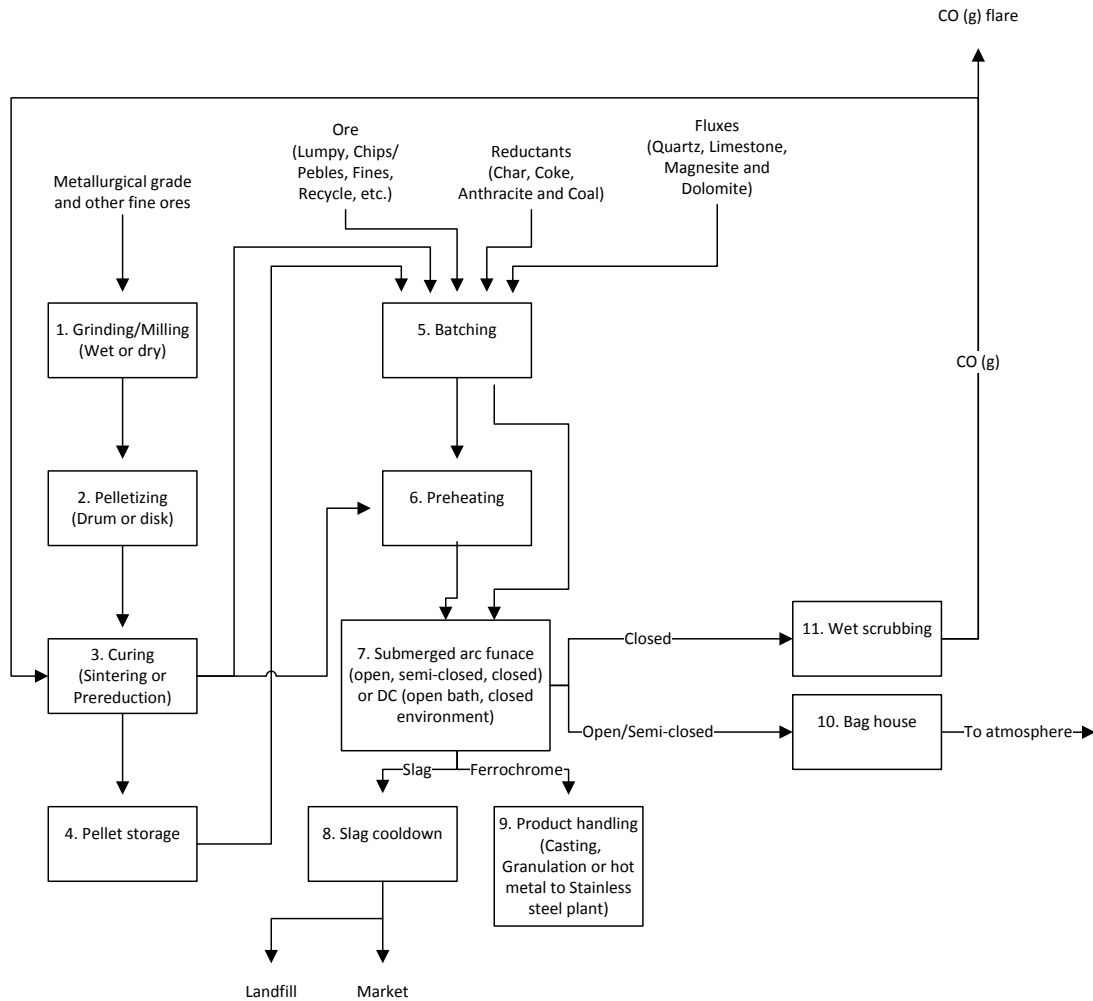 CO (g) flare
Ore
(Lumpy, Chips/
Pebles, Fines,
Recycle, etc.)
Reductants
(Char, Coke,
Anthracite and Coal)
Fluxes
(Quartz, Limestone,
Magnesite and
Dolomite)
Metallurgical grade
and other fine ores
1. Grinding/Milling
(Wet or dry)
5. Batching
CO (g)
2. Pelletizing
(Drum or disk)
6. Preheating
3. Curing
(Sintering or
Prereduction)
7. Submerged arc funace
(open, semi-closed, closed)
or DC (open bath, closed
environment)
Closed
11. Wet scrubbing
Open/Semi-closed
10. Bag house
To atmosphere
Slag
Ferrochrome
4. Pellet storage
8. Slag cooldown
9. Product handling
(Casting,
Granulation or hot
metal to Stainless
steel plant)
Landfill
Market